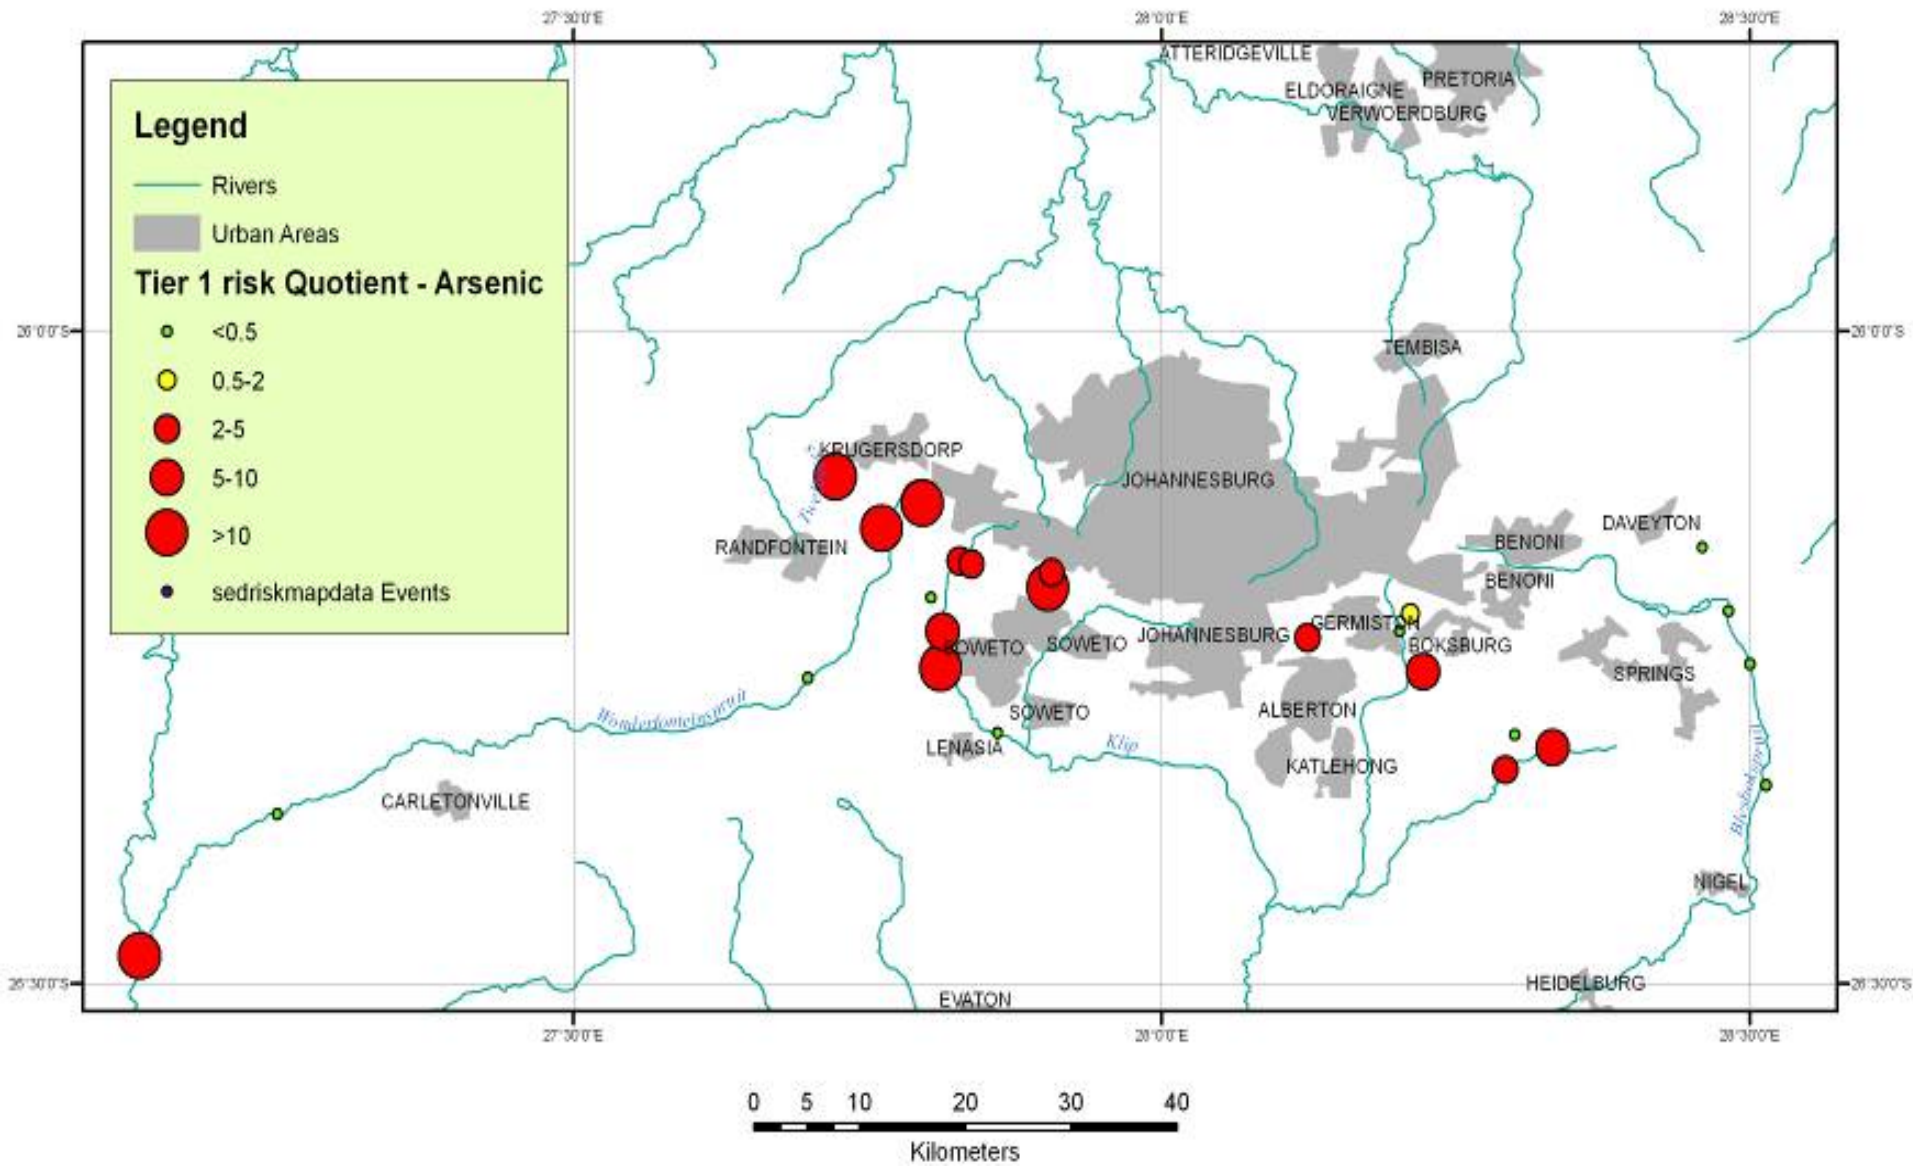 27°30'0"E
28°0'0"E
28°30'0"E
ATTERIDGEVILLE
PRETORIA
ELDORAIGNE
VERWOERDBURG
Legend
Rivers
Urban Areas
Tier 1 risk Quotient - Arsenic
<0.5
0.5-2
2-5
5-10
>10
sedriskmapdata Events
26°0'0"S
26°0'0"S
TEMBISA
KRUGERSDORP
JOHANNESBURG
RANDFONTEIN
DAVEYTON
BENONI
BENONI
GERMISTON
JOHANNESBURG
SOWETO
SOWETO
BOKSBURG
SPRINGS
SOWETO
ALBERTON
Wonderfonteinspruit
LENASIA
Klip
KATLEHONG
CARLETONVILLE
Blesbokspruit
NIGEL
26°30'0"S
HEIDELBURG
26°30'0"S
EVATON
27°30'0"E
28°0'0"E
28°30'0"E
0 5 10 20 30 40
Kilometers